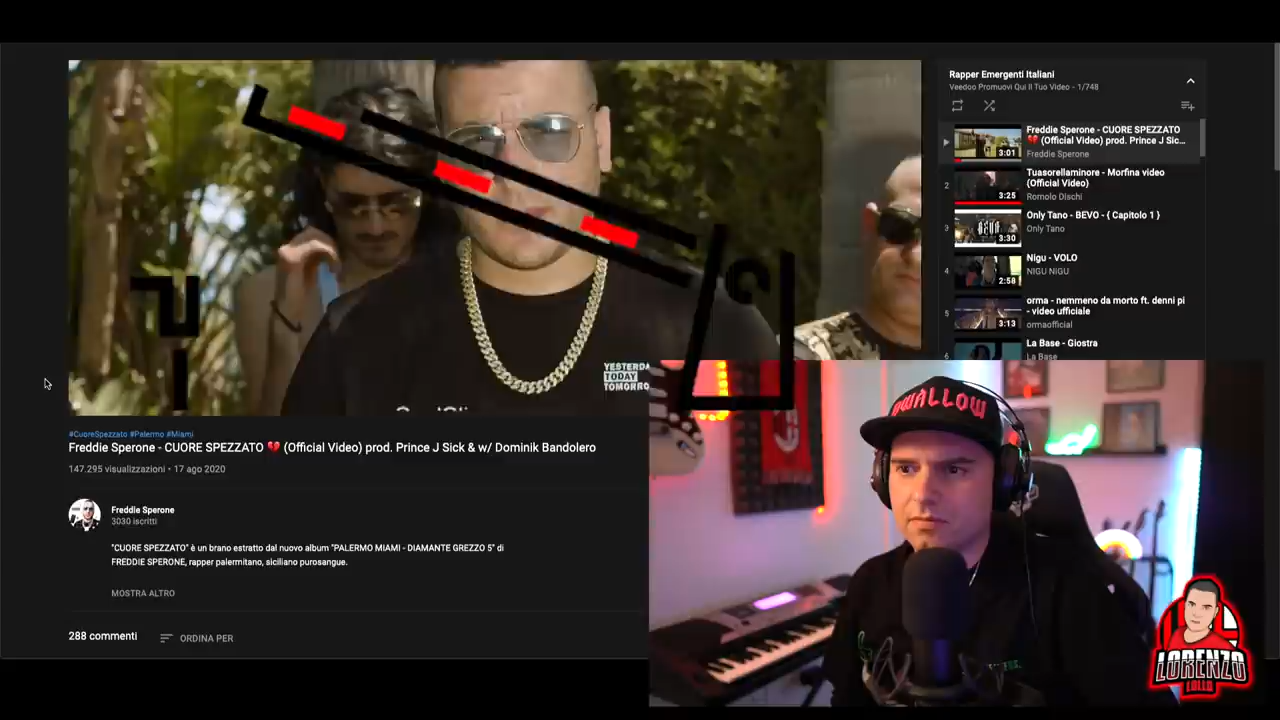 YESTERDA
TODAY
TOMORRO
#CuoreSpezzato #Palermo #Miami
Freddie Sperone - CUORE SPEZZATO 💔 (Official Video) prod. Prince J Sick & w/ Dominik Bandolero
147.295 visualizzazioni • 17 ago 2020
Freddie Sperone
3030 iscritti
"CUORE SPEZZATO" è un brano estratto dal nuovo album "PALERMO MIAMI - DIAMANTE GREZZO 5" di
FREDDIE SPERONE, rapper palermitano, siciliano purosangue.
MOSTRA ALTRO
288 commenti
ORDINA PER
Rapper Emergenti Italiani
Veedoo Promuovi Qui Il Tuo Video - 1/748
Freddie Sperone - CUORE SPEZZATO
💔 (Official Video) prod. Prince J Sic...
Freddie Sperone
3:01
2
Tuasorellaminore - Morfina video
(Official Video)
Romolo Dischi
3:25
3
Only Tano - BEVO - { Capitolo 1 }
Only Tano
3:30
4
Nigu - VOLO
NIGU NIGU
2:58
5
orma - nemmeno da morto ft. denni pi
- video ufficiale
ormaofficial
3:13
6
La Base - Giostra
La Base
SWALLOW
LORENZO
LALLO